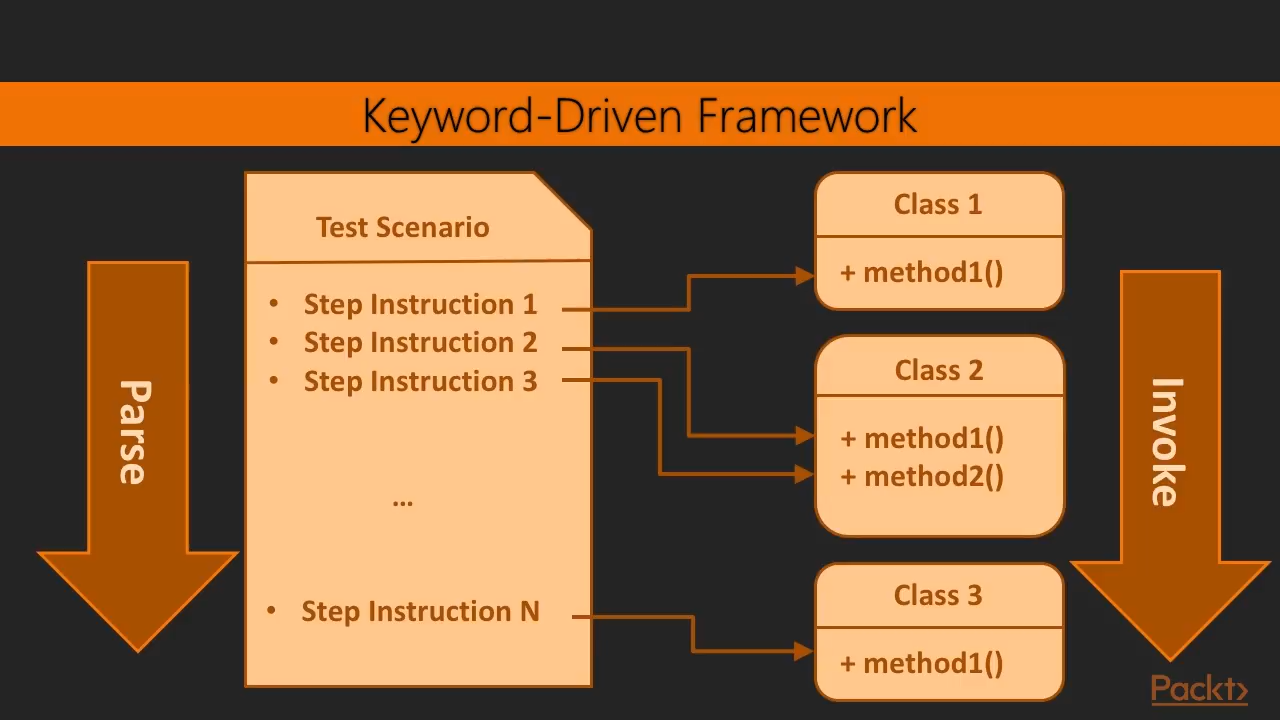 Keyword-Driven Framework
Parse
Test Scenario
• Step Instruction 1
• Step Instruction 2
• Step Instruction 3
...
• Step Instruction N
Class 1
+ method1()
Class 2
+ method1()
+ method2()
Class 3
+ method1()
Invoke
Packt>